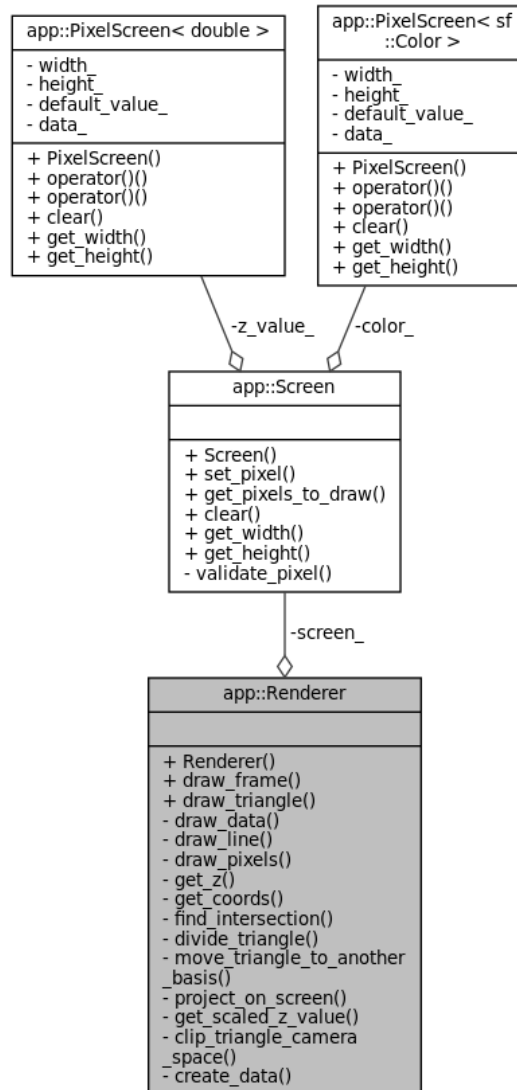 app::PixelScreen< double >
- width_
- height_
- default_value_
- data_
+ PixelScreen()
+ operator()()
+ operator()()
+ clear()
+ get_width()
+ get_height()
app::PixelScreen< sf
::Color >
- width_
- height_
- default_value_
- data_
+ PixelScreen()
+ operator()()
+ operator()()
+ clear()
+ get_width()
+ get_height()
-z_value_
-color_
app::Screen
+ Screen()
+ set_pixel()
+ get_pixels_to_draw()
+ clear()
+ get_width()
+ get_height()
- validate_pixel()
-screen_
app::Renderer
+ Renderer()
+ draw_frame()
+ draw_triangle()
- draw_data()
- draw_line()
- draw_pixels()
- get_z()
- get_coords()
- find_intersection()
- divide_triangle()
- move_triangle_to_another
_basis()
- project_on_screen()
- get_scaled_z_value()
- clip_triangle_camera
_space()
- create_data()